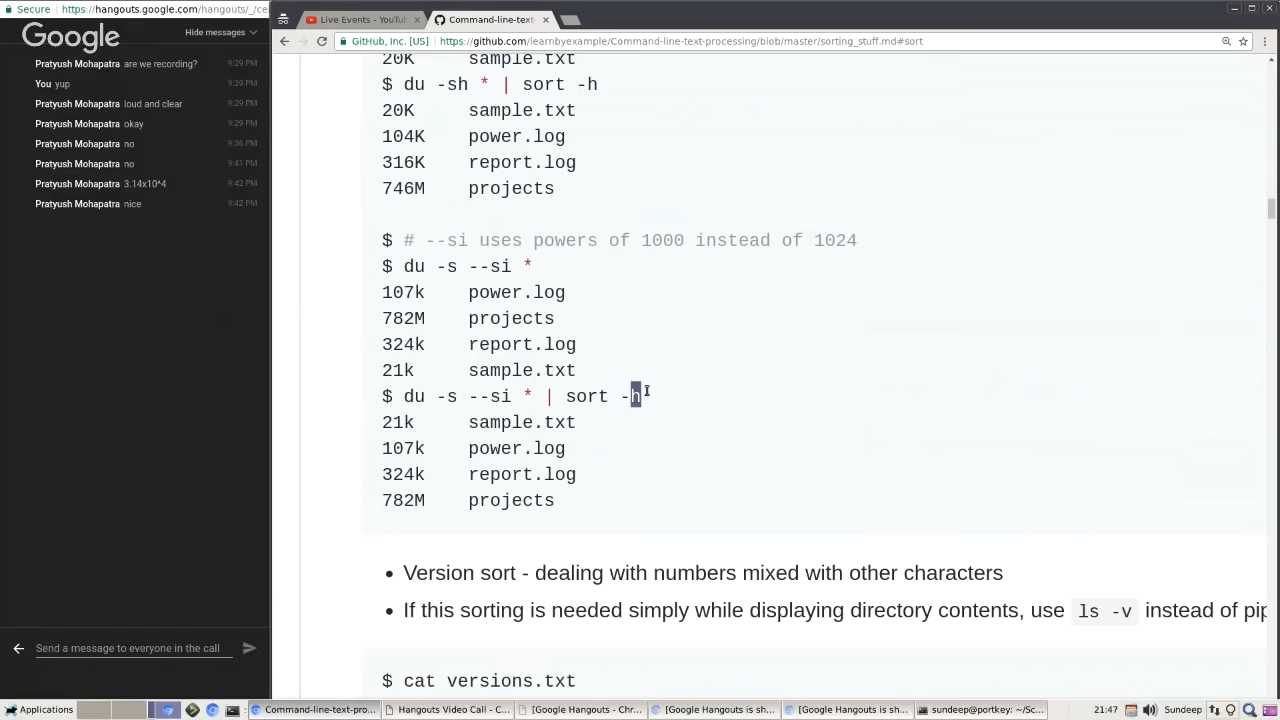 Secure https://hangouts.google.com/hangouts/_/ce
Google
Hide messages
Pratyush Mohapatra are we recording? 9:29 PM
You yup 9:29 PM
Pratyush Mohapatra loud and clear 9:29 PM
Pratyush Mohapatra okay 9:29 PM
Pratyush Mohapatra no 9:36 PM
Pratyush Mohapatra no 9:41 PM
Pratyush Mohapatra 3.14x10^4 9:42 PM
Pratyush Mohapatra nice 9:42 PM
Send a message to everyone in the call
Live Events - YouTu
Command-line-text-
GitHub, Inc. [US] https://github.com/learnbyexample/Command-line-text-processing/blob/master/sorting_stuff.md#sort
20K sample.txt
$ du -sh * | sort -h
20K sample.txt
104K power.log
316K report.log
746M projects
$ # --si uses powers of 1000 instead of 1024
$ du -s --si *
107k power.log
782M projects
324k report.log
21k sample.txt
$ du -s --si * | sort -h
21k sample.txt
107k power.log
324k report.log
782M projects
• Version sort - dealing with numbers mixed with other characters
• If this sorting is needed simply while displaying directory contents, use ls -v instead of pip
$ cat versions.txt
Applications
Command-line-text-pro...
Hangouts Video Call - C...
[Google Hangouts - Chr...
[Google Hangouts is sh...
[Google Hangouts is sh...
sundeep@portkey: ~/Sc...
21:47
Sundeep